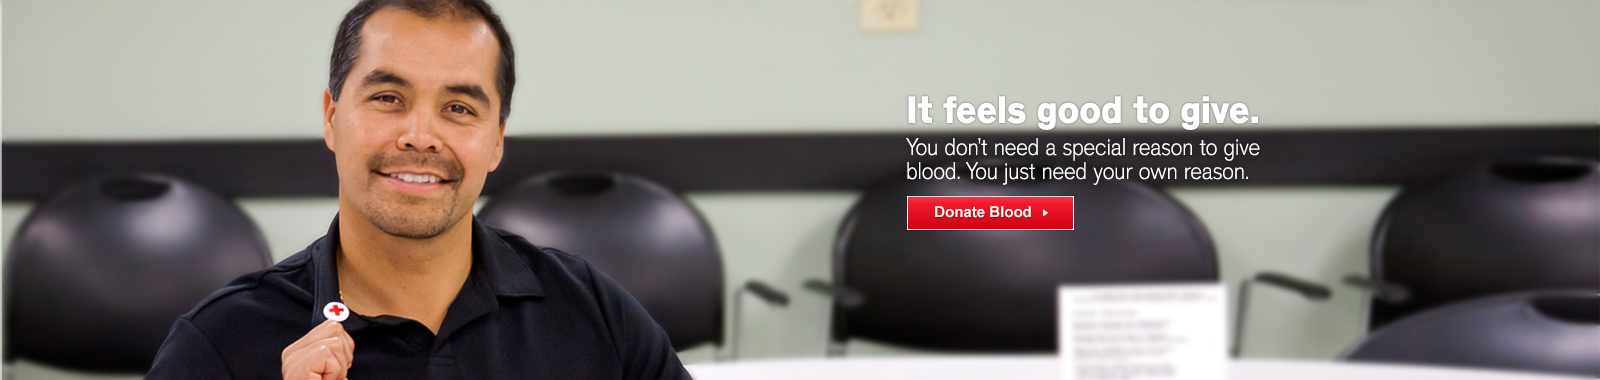 It feels good to give.
You don't need a special reason to give
blood. You just need your own reason.
Donate Blood